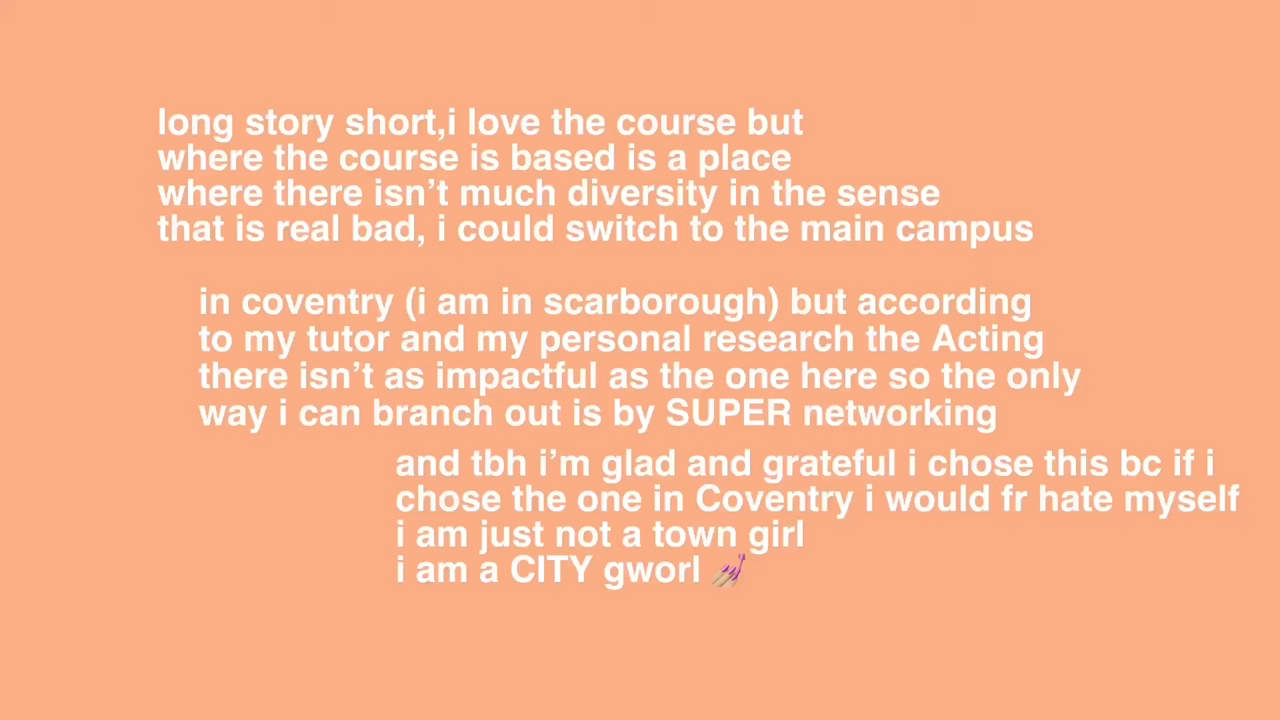 long story short,i love the course but
where the course is based is a place
where there isn’t much diversity in the sense
that is real bad, i could switch to the main campus
in coventry (i am in scarborough) but according
to my tutor and my personal research the Acting
there isn’t as impactful as the one here so the only
way i can branch out is by SUPER networking
and tbh i’m glad and grateful i chose this bc if i
chose the one in Coventry i would fr hate myself
i am just not a town girl
i am a CITY gworl 💅🏼